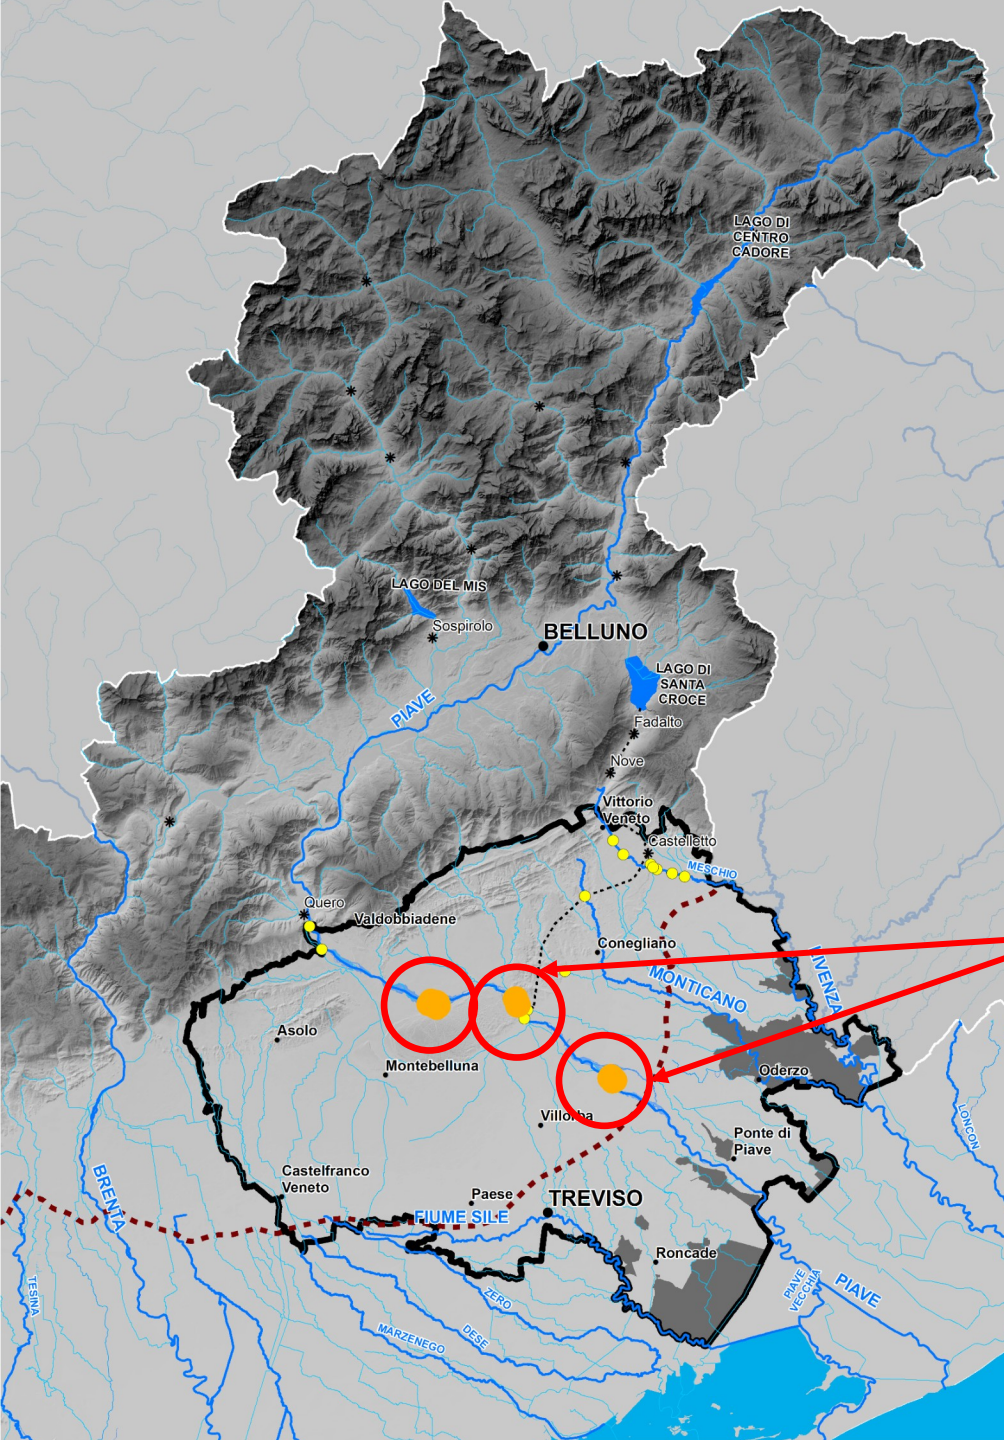 LAGO DI
CENTRO
CADORE
LAGO DEL MIS
Sospirolo
BELLUNO
LAGO DI
SANTA
CROCE
PIAVE
Fadalto
Nove
Vittorio
Veneto
Castelletto
MESCHIO
Quero
Valdobbiadene
Conegliano
LIVENZA
MONTICANO
Asolo
Montebelluna
Oderzo
Villorba
LONCON
Ponte di
Piave
Castelfranco
Veneto
BRENTA
Paese
TREVISO
FIUME SILE
Roncade
TESINA
ZERO
PIAVE
VECCHIA
PIAVE
DESE
MARZENEGO